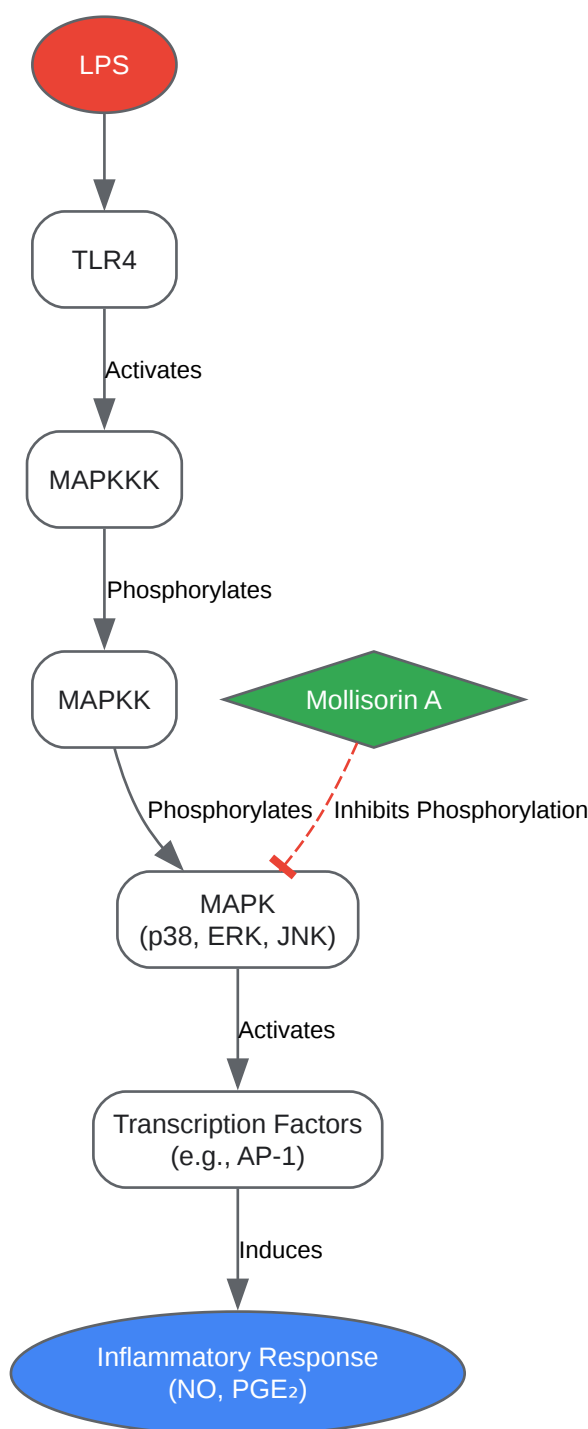 LPS
TLR4
Activates
MAPKKK
Phosphorylates
MAPKK
Mollisorin A
Phosphorylates
Inhibits Phosphorylation
MAPK
(p38, ERK, JNK)
Activates
Transcription Factors
(e.g., AP-1)
Induces
Inflammatory Response
(NO, PGE₂)